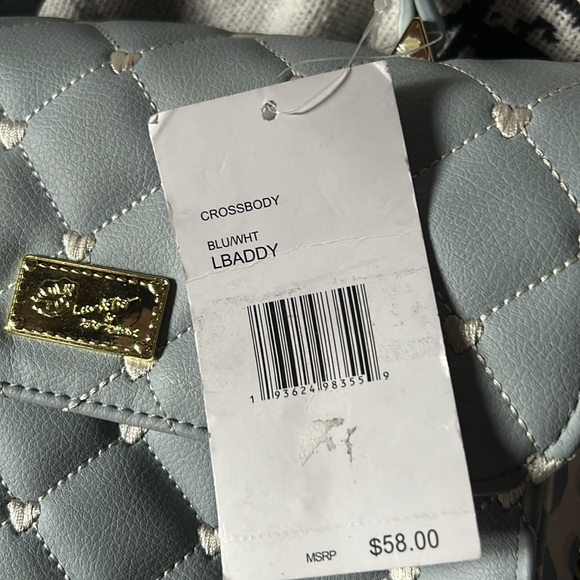 CROSSBODY
BLU/WHT
LBADDY
1 93624 98355 9
MSRP $58.00